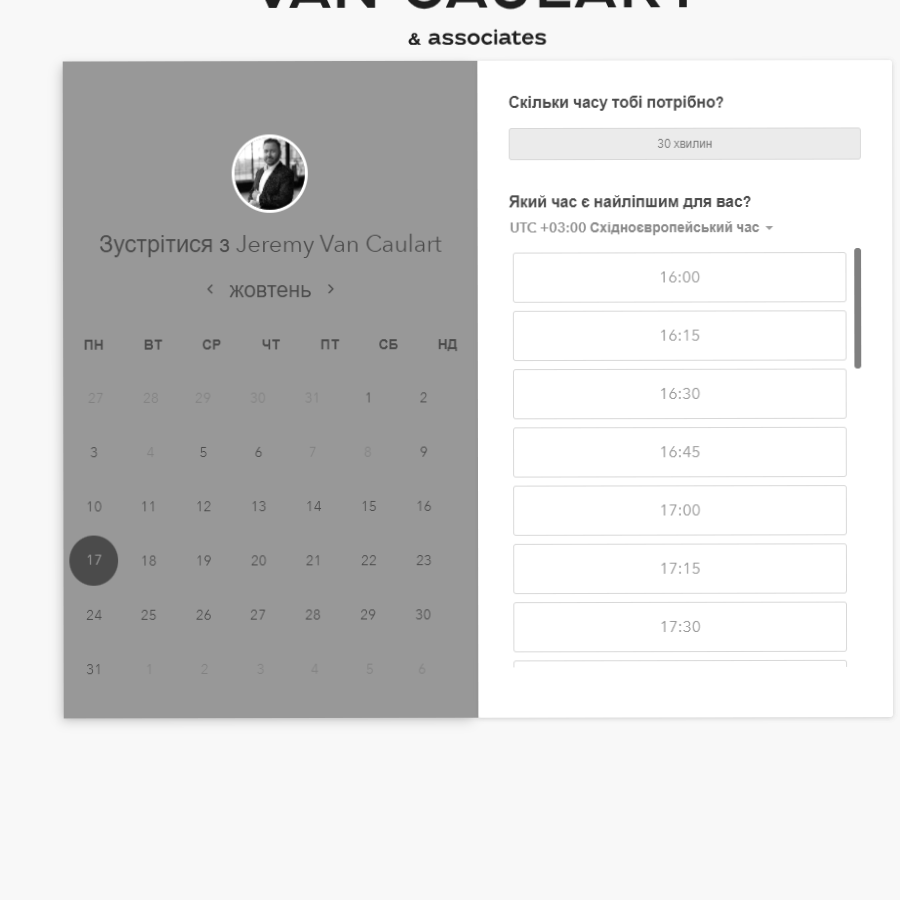 VAN CAULART
& associates
Зустрітися з Jeremy Van Caulart
жовтень
ПН ВТ СР ЧТ ПТ СБ НД
27 28 29 30 31 1 2
3 4 5 6 7 8 9
10 11 12 13 14 15 16
17 18 19 20 21 22 23
24 25 26 27 28 29 30
31 1 2 3 4 5 6
Скільки часу тобі потрібно?
30 хвилин
Який час є найліпшим для вас?
UTC +03:00 Східноєвропейський час
16:00
16:15
16:30
16:45
17:00
17:15
17:30